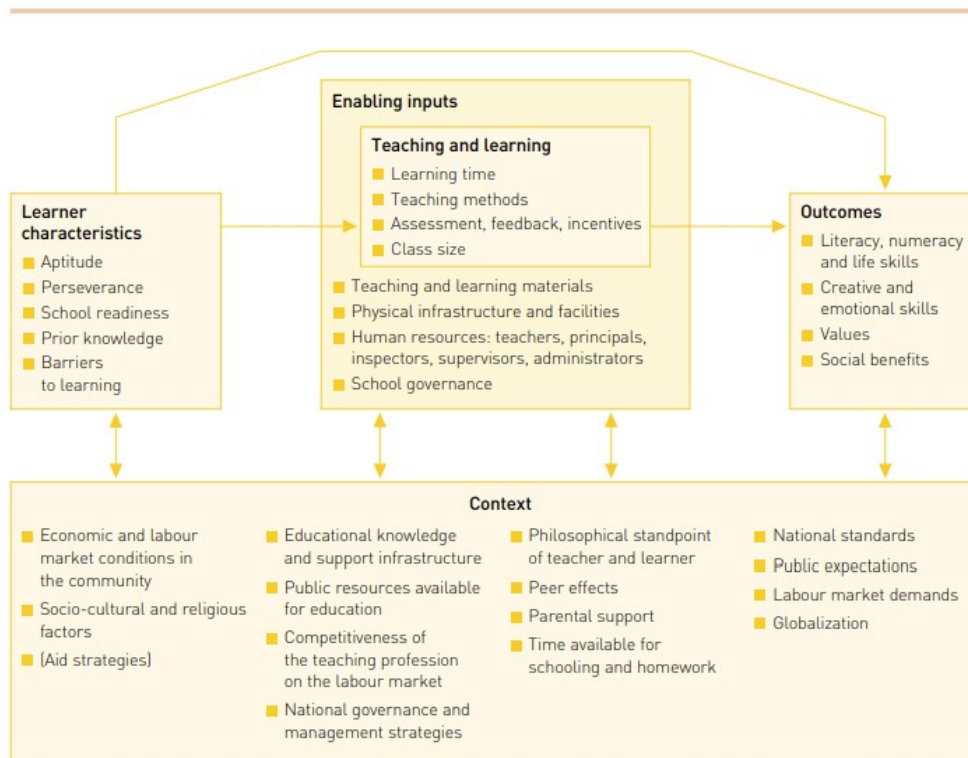 Enabling inputs
Teaching and learning
Learning time
Teaching methods
Assessment, feedback, incentives
Class size
Teaching and learning materials
Physical infrastructure and facilities
Human resources: teachers, principals,
inspectors, supervisors, administrators
School governance
Learner
characteristics
Aptitude
Perseverance
School readiness
Prior knowledge
Barriers
to learning
Outcomes
Literacy, numeracy
and life skills
Creative and
emotional skills
Values
Social benefits
Context
Economic and labour
market conditions in
the community
Socio-cultural and religious
factors
(Aid strategies)
Educational knowledge
and support infrastructure
Public resources available
for education
Competitiveness of
the teaching profession
on the labour market
National governance and
management strategies
Philosophical standpoint
of teacher and learner
Peer effects
Parental support
Time available for
schooling and homework
National standards
Public expectations
Labour market demands
Globalization